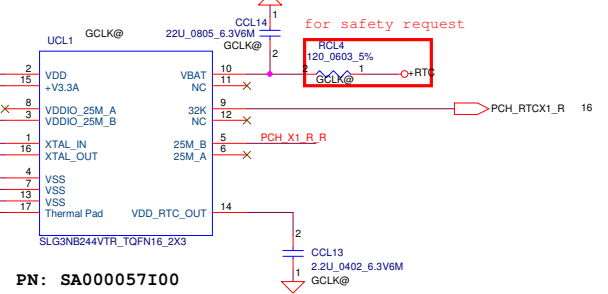 for safety request
1
CCL14
GCLK@
22U_0805_6.3V6M
UCL1
GCLK@
RCL4
2
120_0603_5%
2 VDD VBAT 10
2 1
+RTC
GCLK@
15 +V3.3A NC 11
8 VDDIO_25M_A 32K 9
PCH_RTCX1_R 16
3 VDDIO_25M_B NC 12
1 XTAL_IN 25M_B 5
PCH_X1_R_R
16 XTAL_OUT 25M_A 6
4 VSS
7 VSS
13 VSS
17 Thermal Pad VDD_RTC_OUT 14
2
SLG3NB244VTR_TQFN16_2X3
CCL13
2.2U_0402_6.3V6M
1
GCLK@
PN: SA000057I00